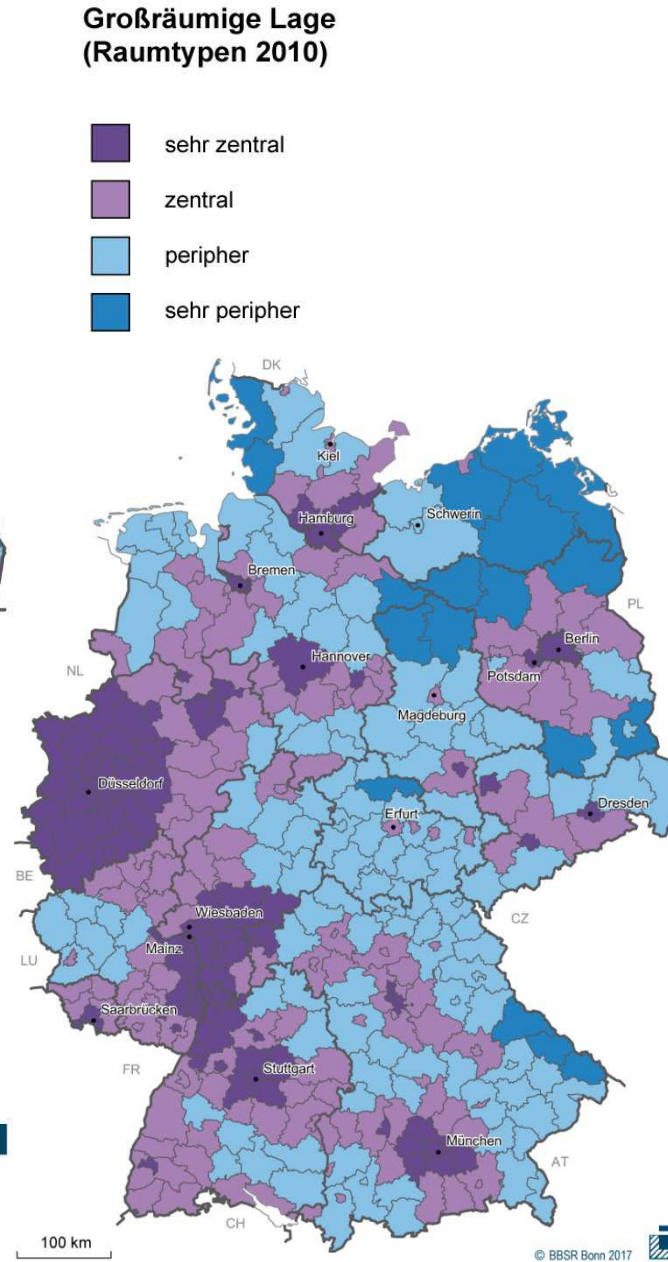 Großräumige Lage
(Raumtypen 2010)
sehr zentral
zentral
peripher
sehr peripher
DK
Kiel
Hamburg
Schwerin
Bremen
PL
Berlin
Hannover
NL
Potsdam
Magdeburg
Düsseldorf
Dresden
Erfurt
BE
Wiesbaden
CZ
Mainz
LU
Saarbrücken
FR
Stuttgart
München
AT
CH
100 km
© BBSR Bonn 2017